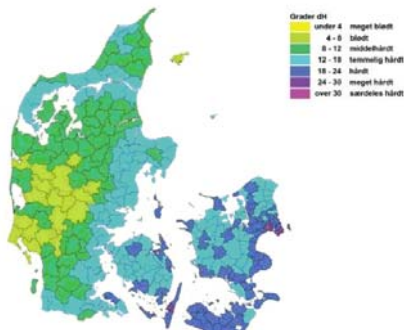 Grader dH
under 4 meget blødt
4 - 8 blødt
8 - 12 middelhårdt
12 - 18 temmelig hårdt
18 - 24 hårdt
24 - 30 meget hårdt
over 30 særdeles hårdt